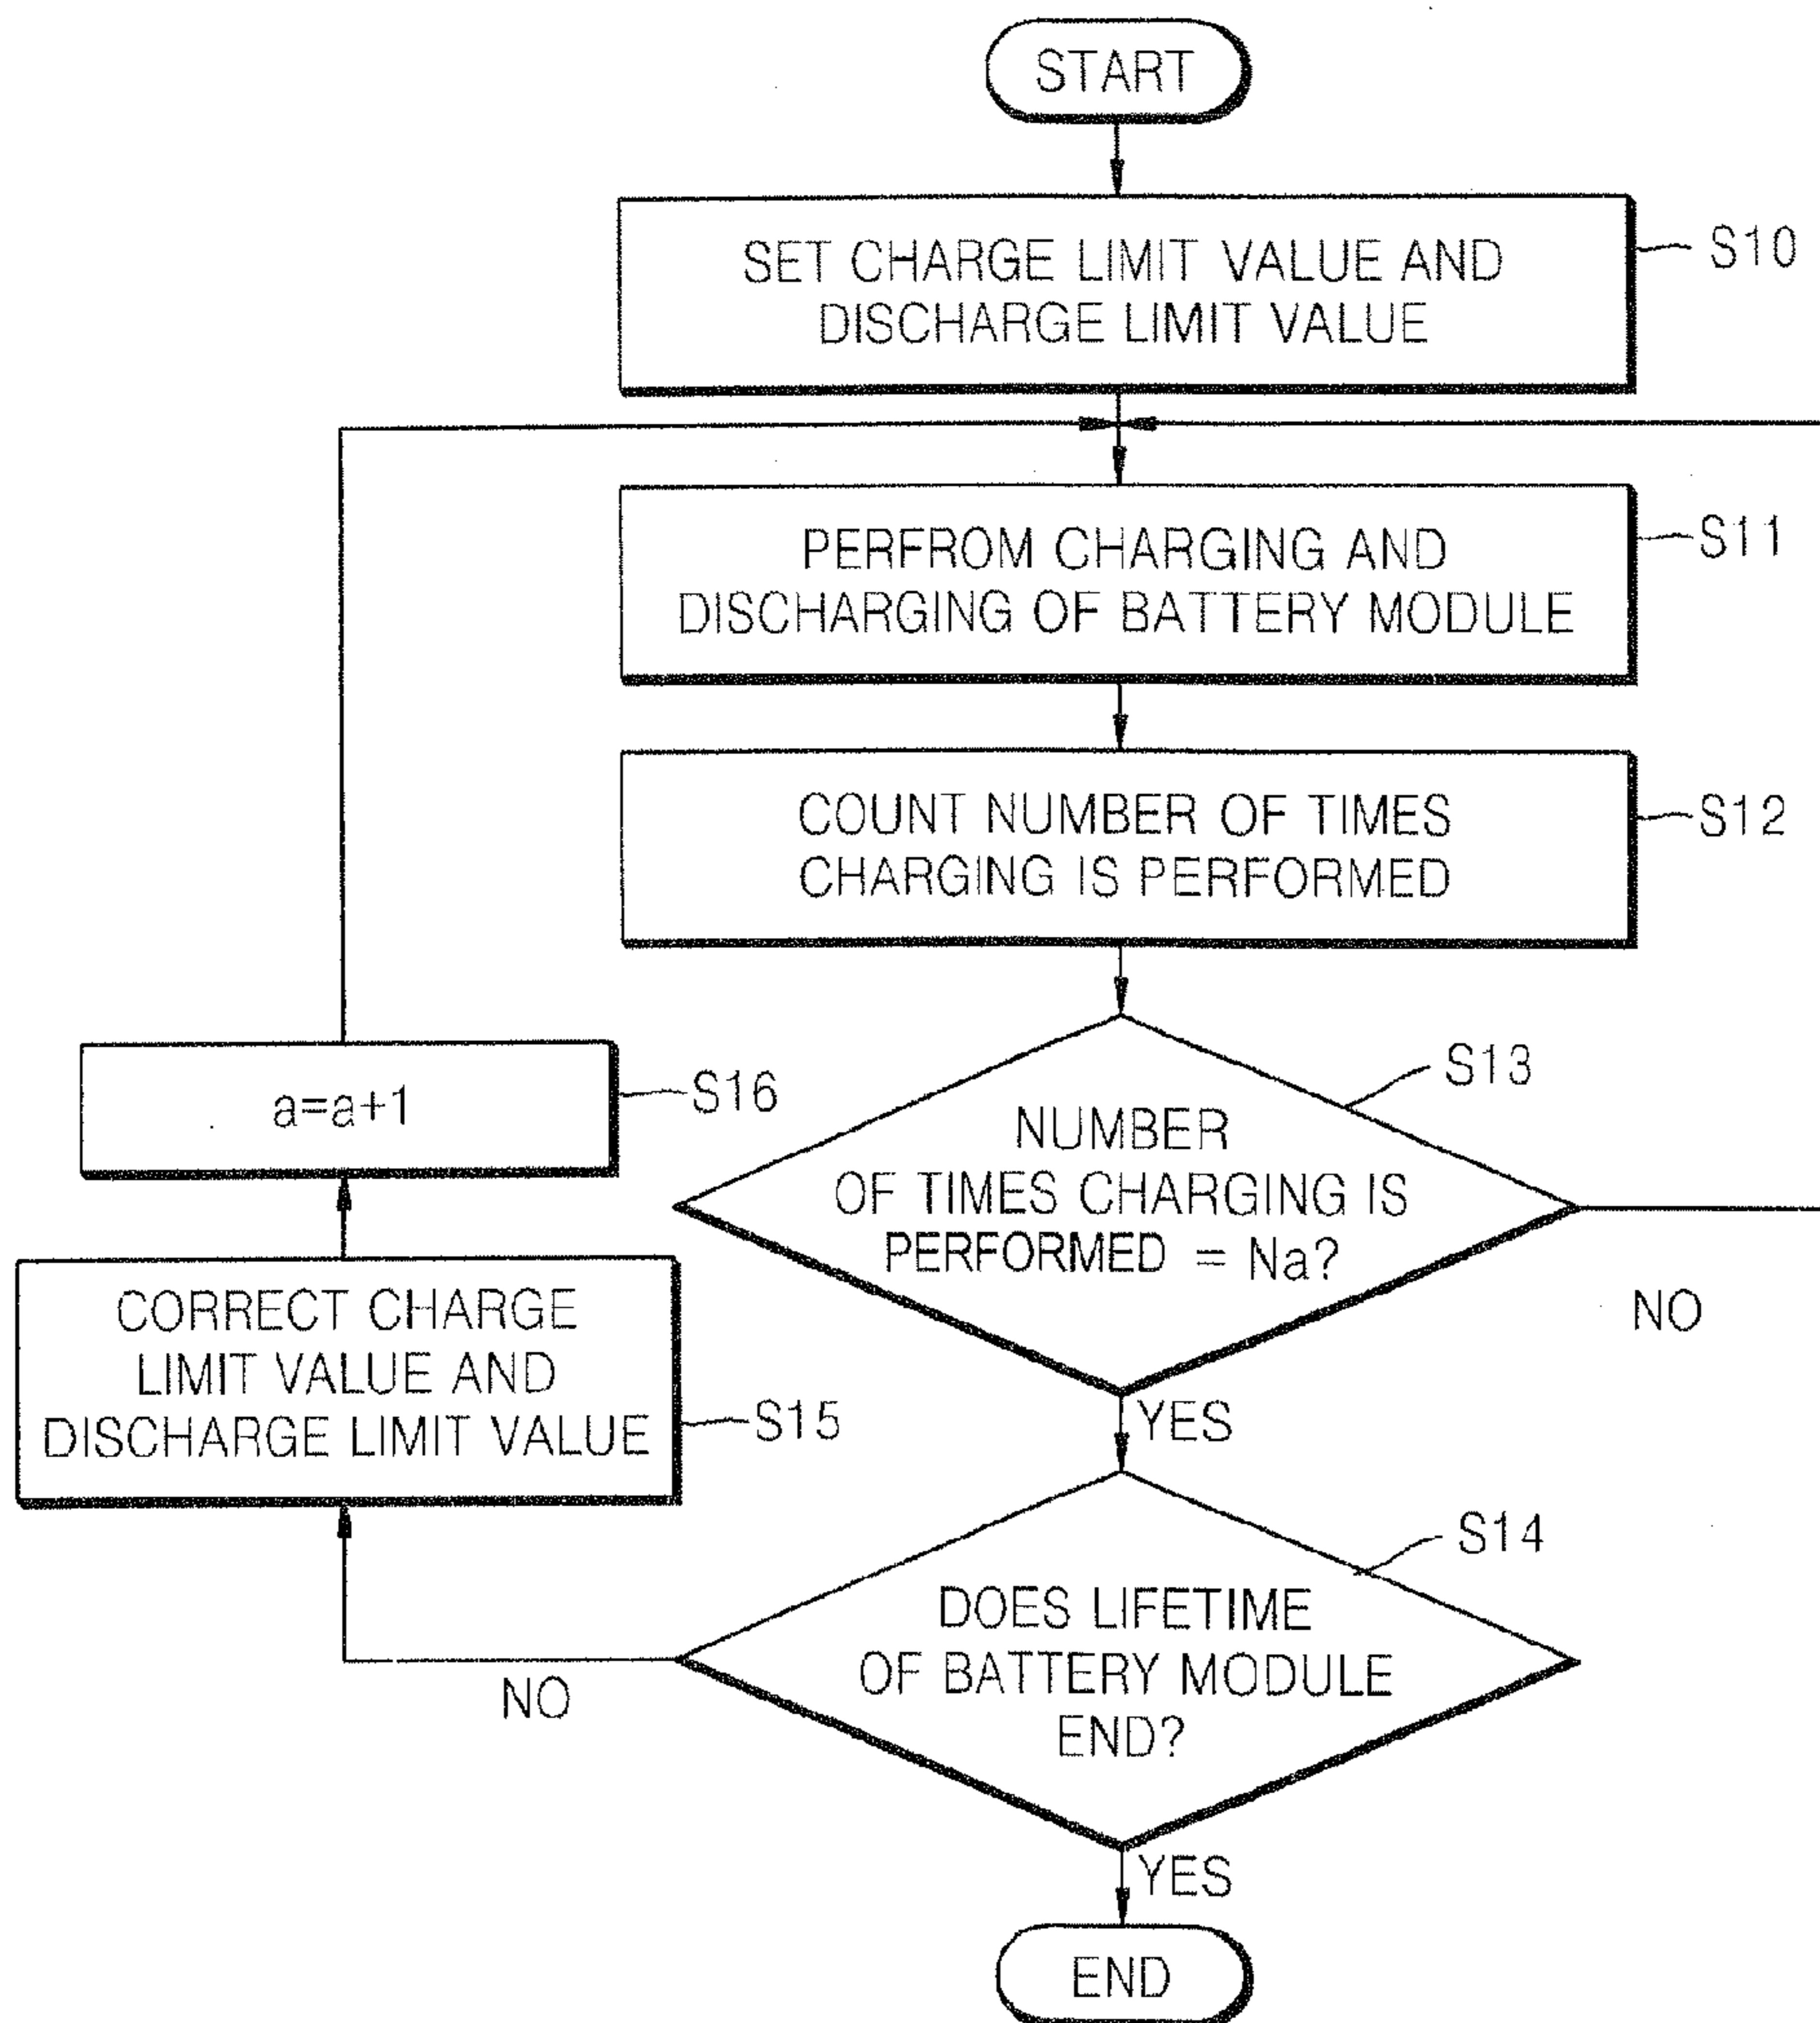 START
SET CHARGE LIMIT VALUE AND
DISCHARGE LIMIT VALUE
S10
PERFROM CHARGING AND
DISCHARGING OF BATTERY MODULE
S11
COUNT NUMBER OF TIMES
CHARGING IS PERFORMED
S12
NUMBER
OF TIMES CHARGING IS
PERFORMED = Na?
S13
NO
YES
a=a+1
S16
CORRECT CHARGE
LIMIT VALUE AND
DISCHARGE LIMIT VALUE
S15
DOES LIFETIME
OF BATTERY MODULE
END?
S14
NO
YES
END